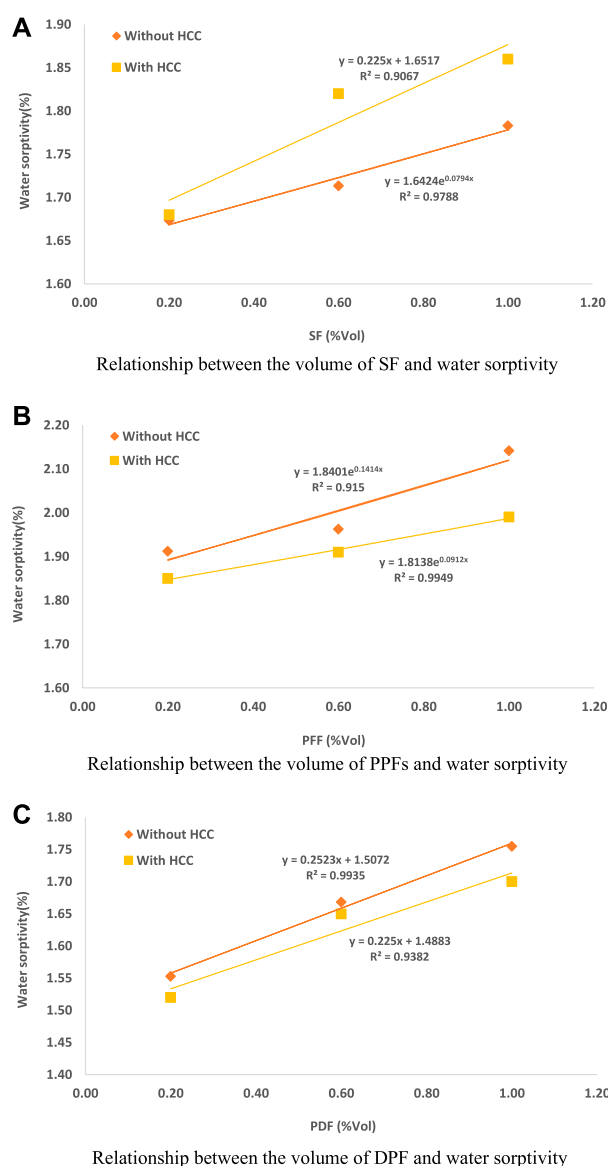 A
1.90
1.85
1.80
1.75
1.70
1.65
1.60
Water sorptivity(%)
Without HCC
With HCC
y = 0.225x + 1.6517
R² = 0.9067
y = 1.6424e^0.0794x
R² = 0.9788
0.00 0.20 0.40 0.60 0.80 1.00 1.20
SF (%Vol)
Relationship between the volume of SF and water sorptivity
B
2.20
2.10
2.00
1.90
1.80
1.70
1.60
Water sorptivity(%)
Without HCC
With HCC
y = 1.8401e^0.1414x
R² = 0.915
y = 1.8138e^0.0912x
R² = 0.9949
0.00 0.20 0.40 0.60 0.80 1.00 1.20
PFF (%Vol)
Relationship between the volume of PPFs and water sorptivity
C
1.80
1.75
1.70
1.65
1.60
1.55
1.50
1.45
1.40
Water sorptivity(%)
Without HCC
With HCC
y = 0.2523x + 1.5072
R² = 0.9935
y = 0.225x + 1.4883
R² = 0.9382
0.00 0.20 0.40 0.60 0.80 1.00 1.20
PDF (%Vol)
Relationship between the volume of DPF and water sorptivity